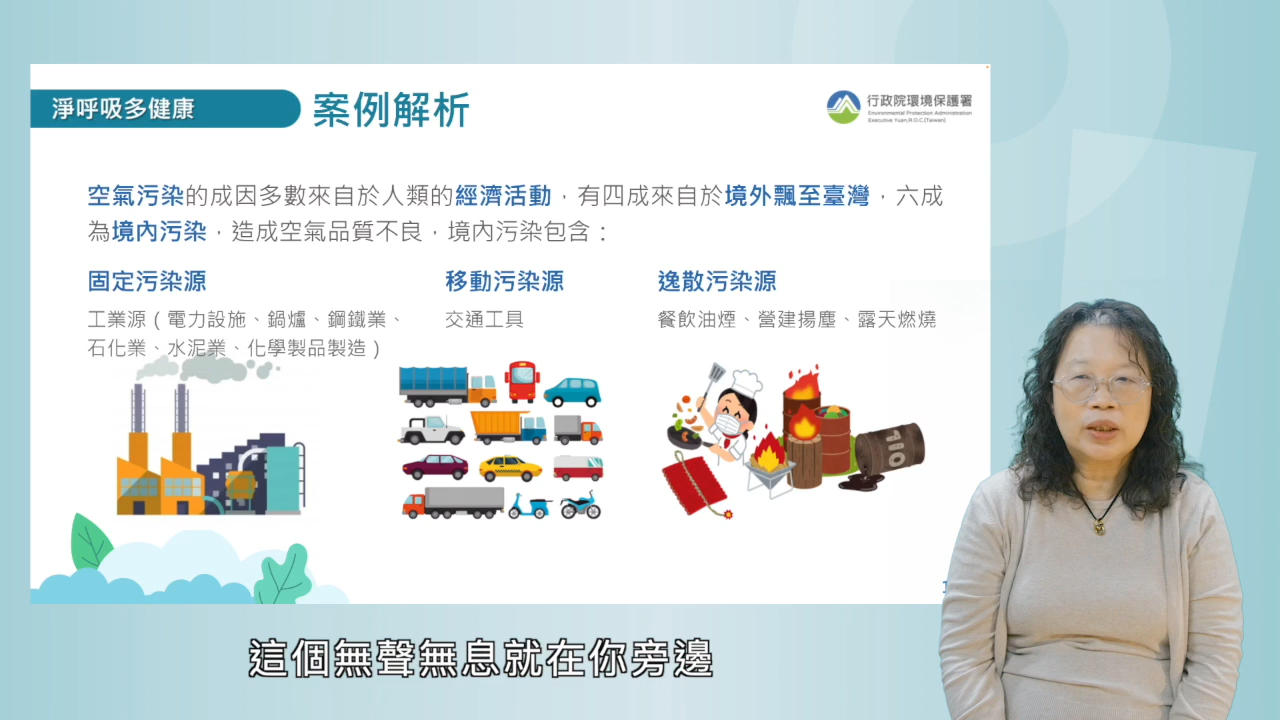 淨呼吸多健康
案例解析
行政院環境保護署
Environmental Protection Administration
Executive Yuan,R.O.C.(Taiwan)
空氣污染的成因多數來自於人類的經濟活動，有四成來自於境外飄至臺灣，六成
為境內污染，造成空氣品質不良，境內污染包含：
固定污染源
工業源（電力設施、鍋爐、鋼鐵業、
石化業、水泥業、化學製品製造）
移動污染源
交通工具
逸散污染源
餐飲油煙、營建揚塵、露天燃燒
OIL
這個無聲無息就在你旁邊